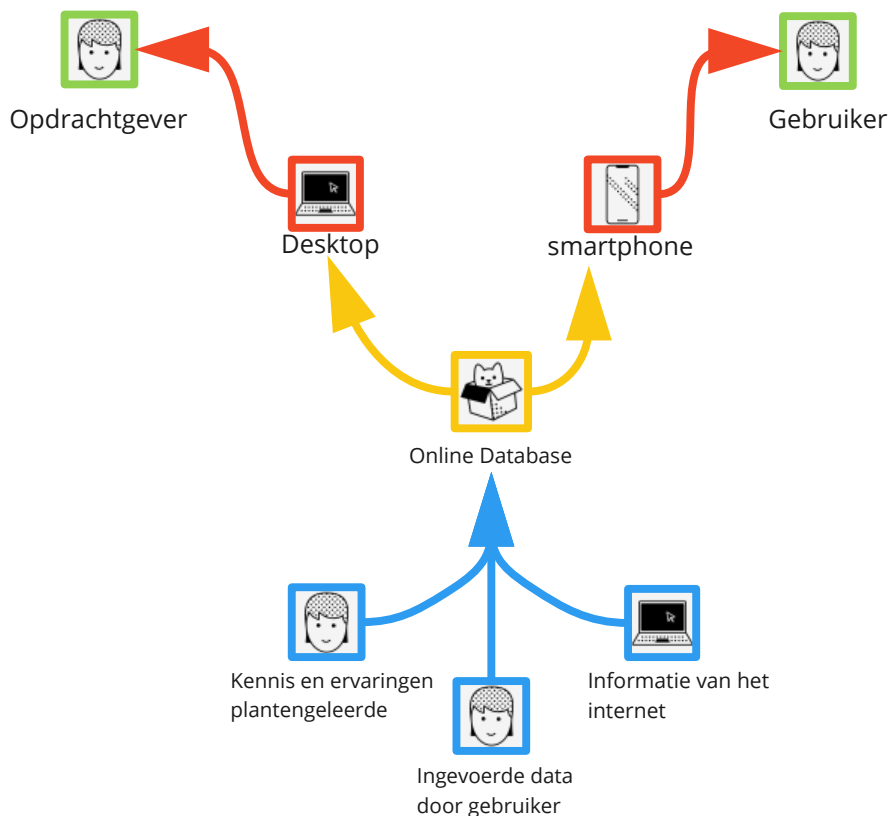 Opdrachtgever
Gebruiker
Desktop
smartphone
Online Database
Kennis en ervaringen
plantengeleerde
Informatie van het
internet
Ingevoerde data
door gebruiker